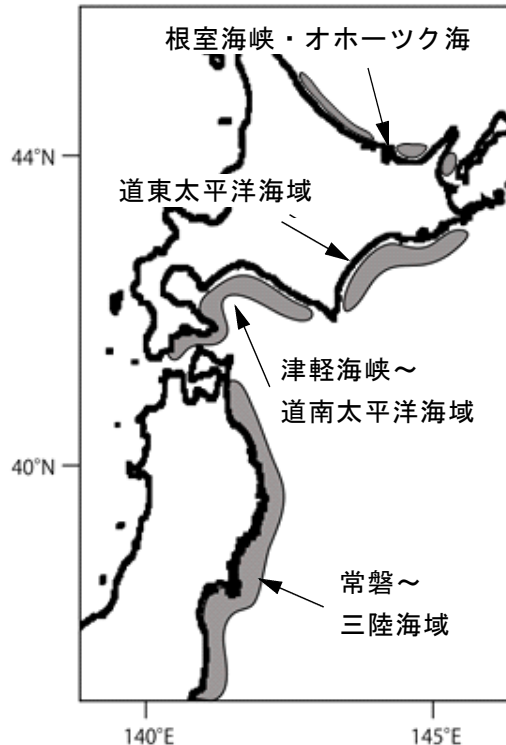 根室海峡・オホーツク海
44°N
道東太平洋海域
津軽海峡～
道南太平洋海域
40°N
常磐～
三陸海域
140°E
145°E